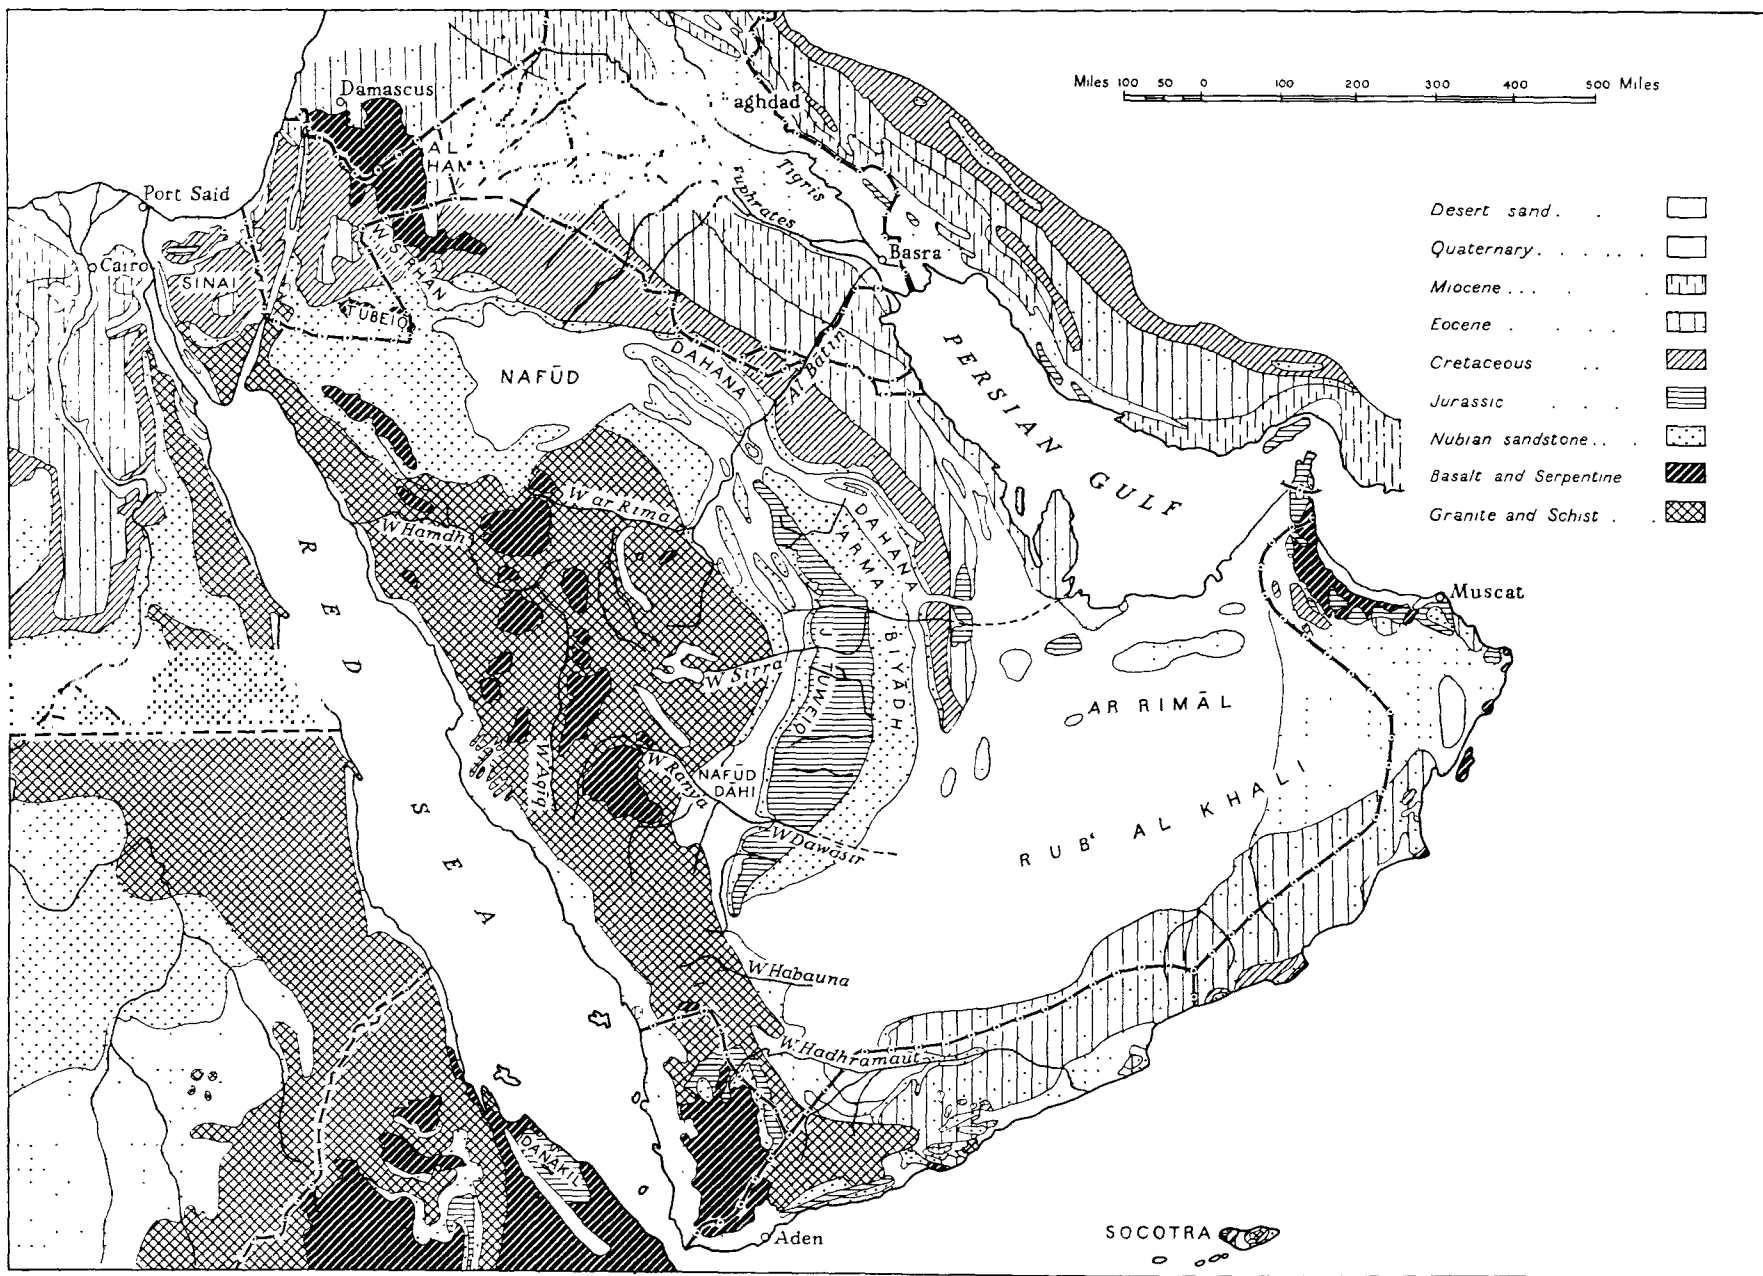 Miles 100 50 0 100 200 300 400 500 Miles
Damascus
aghdad
AL
HAM
Tigris
Euphrates
Port Said
Desert sand . .
Quaternary . . . . . .
Miocene . . . . .
Eocene . . . .
Cretaceous . .
Jurassic . . .
Nubian sandstone . . .
Basalt and Serpentine
Granite and Schist . .
Cairo
SINAI
W SIRHAN
Basra
TUBEIQ
NAFŪD
DAHANA
Al Batin
PERSIAN GULF
W ar Rima
W Hamdh
DAHANA
'ARMA
RED SEA
Muscat
BIYĀDH
J. TUWEIQ
W Sirra
AR RIMĀL
W Aqiq
W Ranya
NAFŪD
DĀHI
RUB' AL KHALI
W Dawasir
W Habauna
W. Hadhramaut
DANAKIL
Aden
SOCOTRA